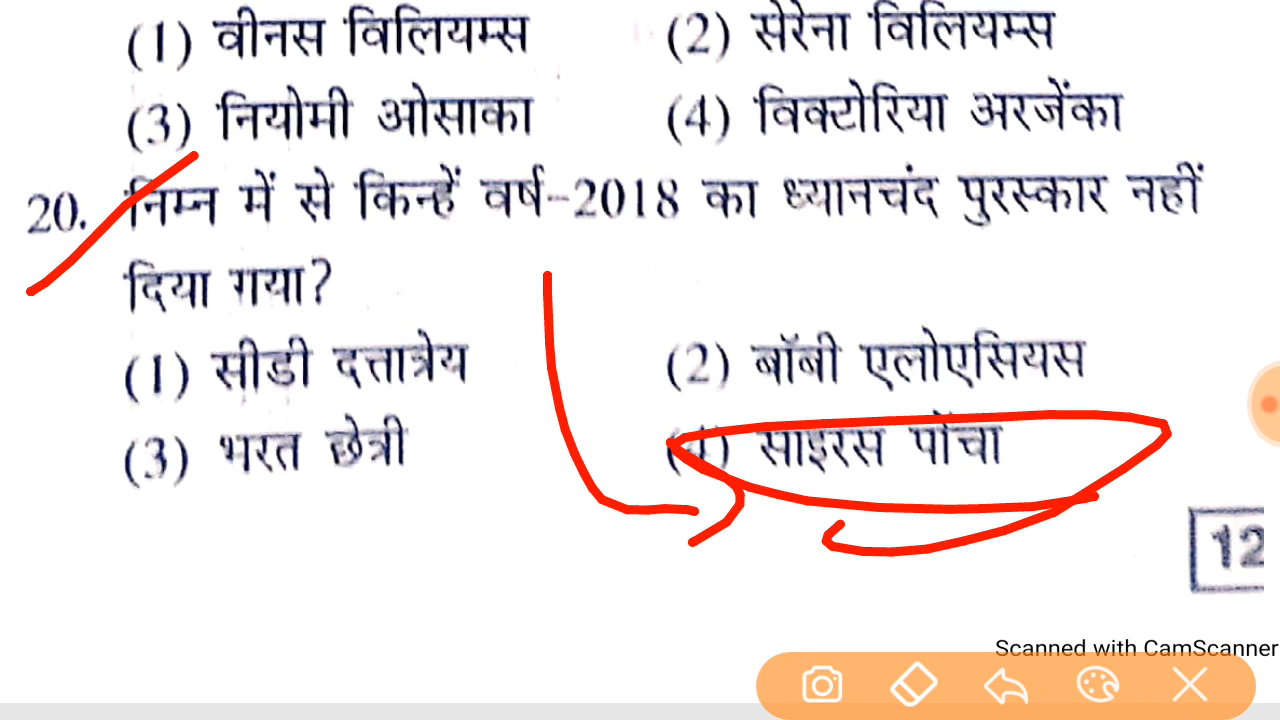 (1) वीनस विलियम्स (2) सेरेना विलियम्स
(3) नियोमी ओसाका (4) विक्टोरिया अरजेंका
20. निम्न में से किन्हें वर्ष-2018 का ध्यानचंद पुरस्कार नहीं
दिया गया?
(1) सीडी दत्तात्रेय (2) बॉबी एलोएसियस
(3) भरत छेत्री (4) साइरस पोंचा
12
Scanned with CamScanner